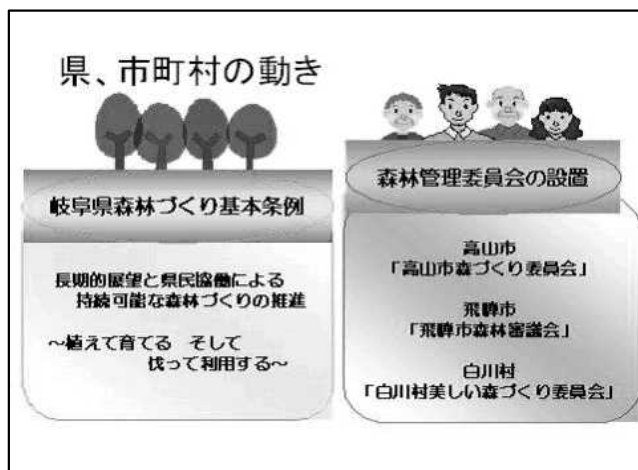 県、市町村の動き
岐阜県森林づくり基本条例
長期的展望と県民協働による
持続可能な森林づくりの推進
～植えて育てる そして
伐って利用する～
森林管理委員会の設置
高山市
「高山市森づくり委員会」
飛騨市
「飛騨市森林審議会」
白川村
「白川村美しい森づくり委員会」